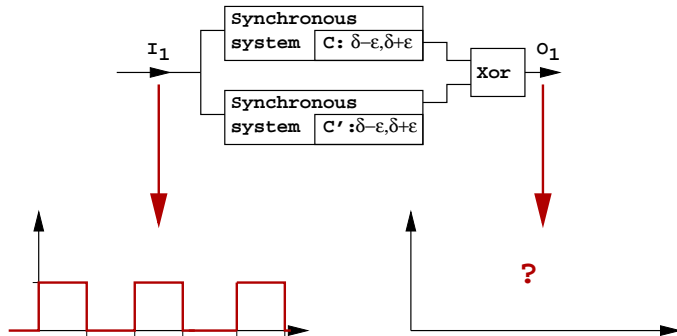 Synchronous
I1
system C: δ−ε,δ+ε
O1
Xor
Synchronous
system C':δ−ε,δ+ε
?